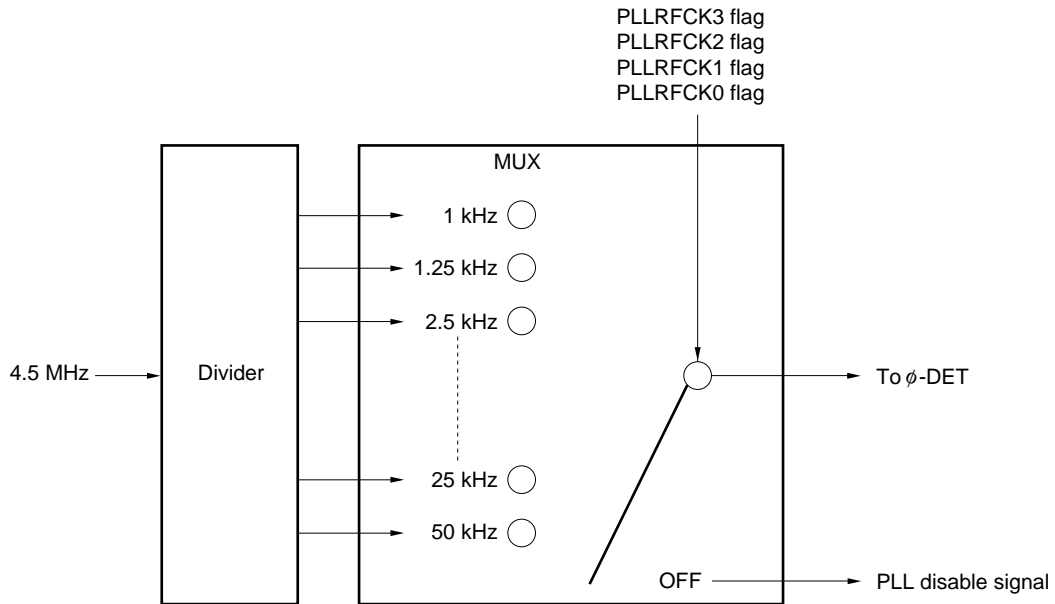 PLLRFCK3 flag
PLLRFCK2 flag
PLLRFCK1 flag
PLLRFCK0 flag
MUX
1 kHz
1.25 kHz
2.5 kHz
4.5 MHz
Divider
To ϕ-DET
25 kHz
50 kHz
OFF
PLL disable signal